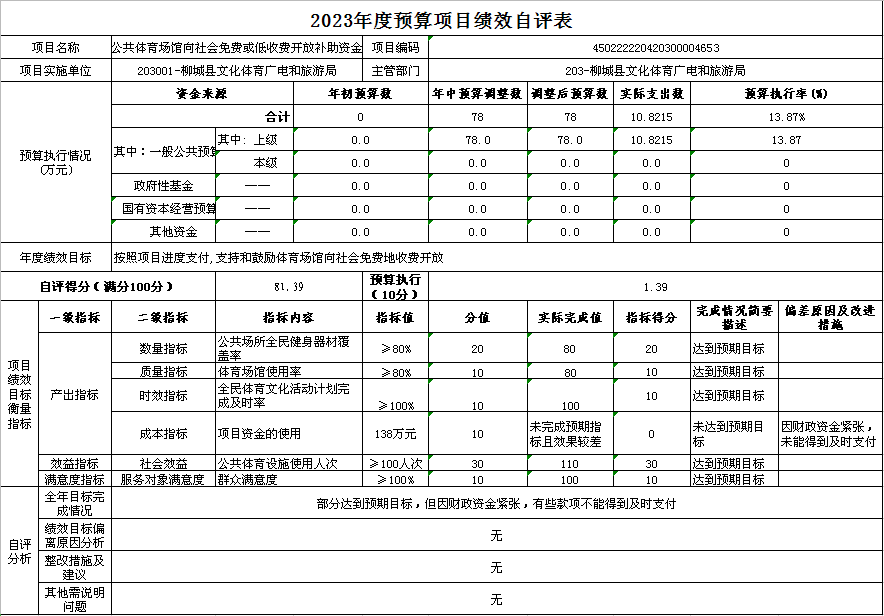 2023年度预算项目绩效自评表
项目名称 公共体育场馆向社会免费或低收费开放补助资金 项目编码 450222220420300004653
项目实施单位 203001-柳城县文化体育广电和旅游局 主管部门 203-柳城县文化体育广电和旅游局
预算执行情况
(万元)
资金来源 年初预算数 年中预算调整数 调整后预算数 实际支出数 预算执行率(%)
合计 0 78 78 10.8215 13.87%
其中:一般公共预算 其中: 上级 0.0 78.0 78.0 10.8215 13.87
本级 0.0 0.0 0.0 0.0 0
政府性基金 —— 0.0 0.0 0.0 0.0 0
国有资本经营预算 —— 0.0 0.0 0.0 0.0 0
其他资金 —— 0.0 0.0 0.0 0.0 0
年度绩效目标 按照项目进度支付,支持和鼓励体育场馆向社会免费地收费开放
自评得分(满分100分) 81.39 预算执行
(10分) 1.39
项目
绩效
目标
衡量
指标
一级指标 二级指标 指标内容 指标值 分值 实际完成值 指标得分 完成情况简要
描述 偏差原因及改进
措施
产出指标
数量指标 公共场所全民健身器材覆
盖率 ≥80% 20 80 20 达到预期目标
质量指标 体育场馆使用率 ≥80% 10 80 10 达到预期目标
时效指标 全民体育文化活动计划完
成及时率 ≥100% 10 100 10 达到预期目标
成本指标 项目资金的使用 138万元 10 未完成预期指
标且效果较差 0 未达到预期目
标 因财政资金紧张,
未能得到及时支付
效益指标 社会效益 公共体育设施使用人次 ≥100人次 30 110 30 达到预期目标
满意度指标 服务对象满意度 群众满意度 ≥100% 10 100 10 达到预期目标
自评
分析
全年目标完
成情况 部分达到预期目标,但因财政资金紧张,有些款项不能得到及时支付
绩效目标偏
离原因分析 无
整改措施及
建议 无
其他需说明
问题 无